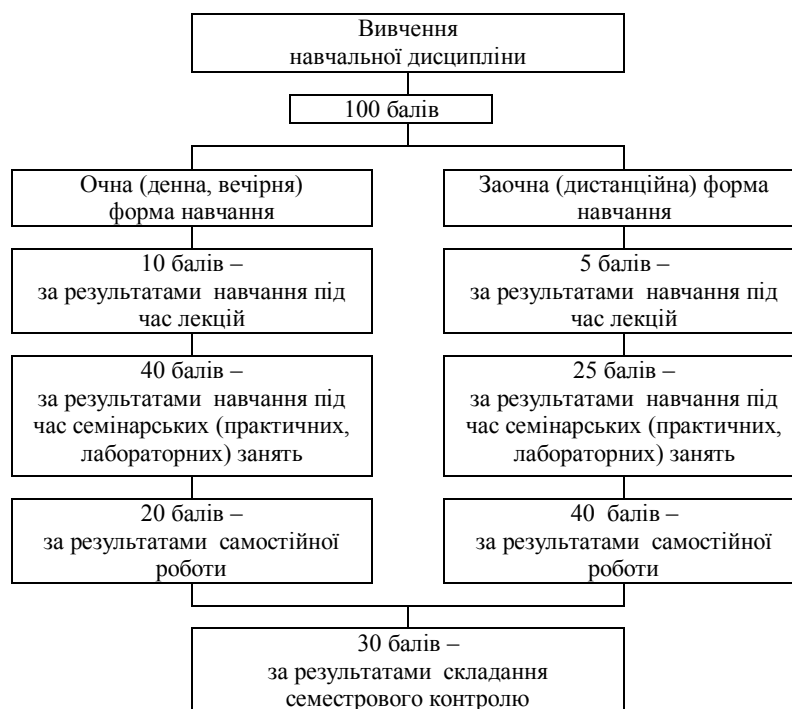 Вивчення
навчальної дисципліни
100 балів
Очна (денна, вечірня)
форма навчання
Заочна (дистанційна) форма
навчання
10 балів –
за результатами навчання під
час лекцій
5 балів –
за результатами навчання під
час лекцій
40 балів –
за результатами навчання під
час семінарських (практичних,
лабораторних) занять
25 балів –
за результатами навчання під
час семінарських (практичних,
лабораторних) занять
20 балів –
за результатами самостійної
роботи
40 балів –
за результатами самостійної
роботи
30 балів –
за результатами складання
семестрового контролю